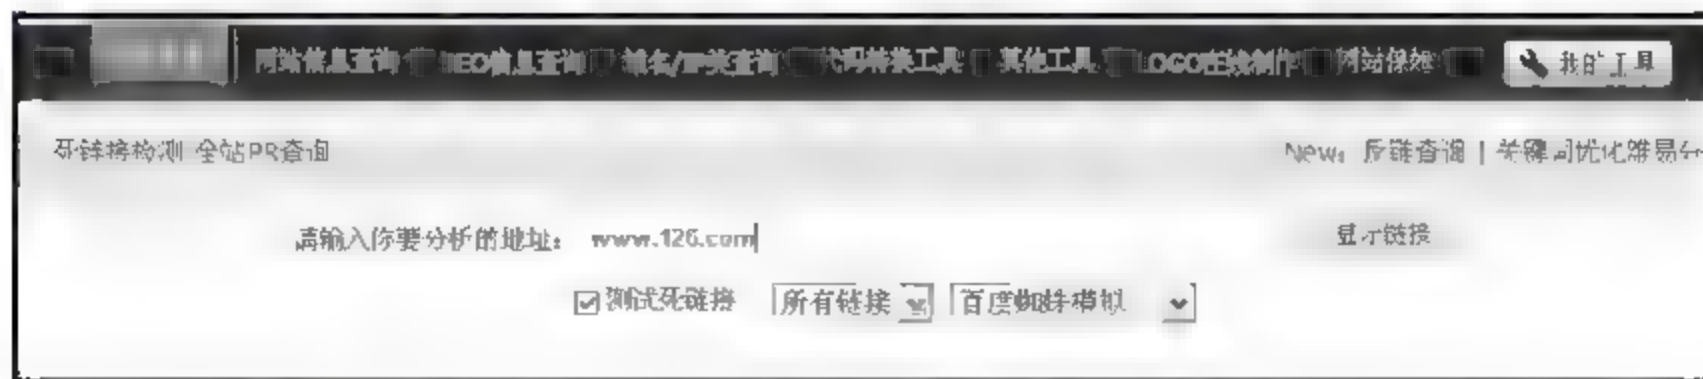 网站信息查询 SEO信息查询 域名/IP类查询 代码转换工具 其他工具 LOGO在线制作 网站保姆 我的工具
死链接检测 全站PR查询 New: 反链查询 | 关键词优化难易分
请输入你要分析的地址: www.126.com 显示链接
测试死链接 所有链接 百度蜘蛛模拟